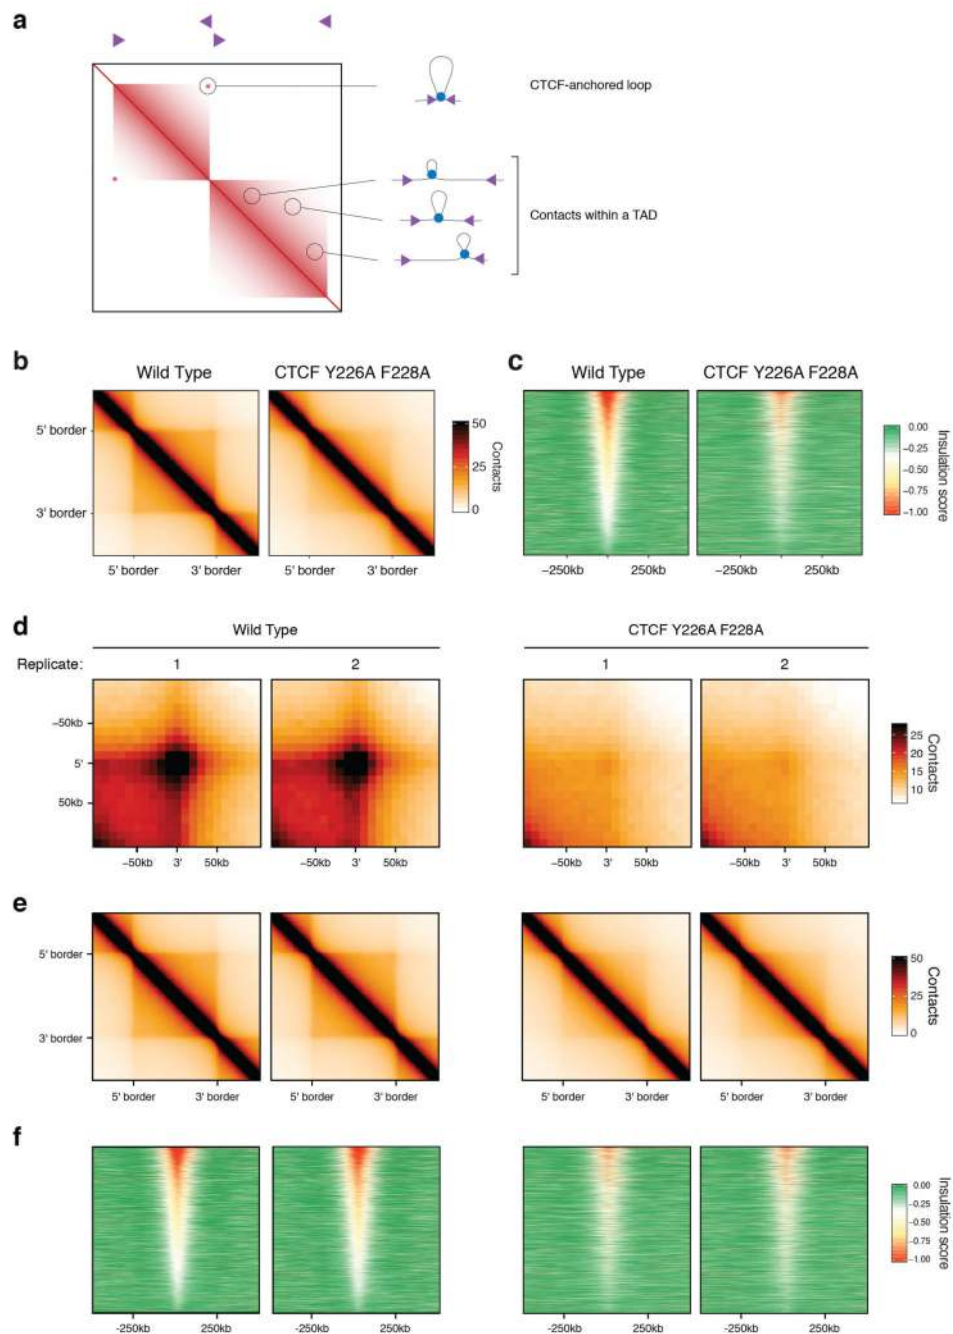 a
CTCF-anchored loop
Contacts within a TAD
b
Wild Type
CTCF Y226A F228A
5' border
3' border
5' border
3' border
5' border
3' border
50
25
0
Contacts
c
Wild Type
CTCF Y226A F228A
−250kb
250kb
−250kb
250kb
0.00
−0.25
−0.50
−0.75
−1.00
Insulation score
d
Wild Type
CTCF Y226A F228A
Replicate:
1
2
1
2
−50kb
5'
50kb
−50kb
3'
50kb
−50kb
3'
50kb
−50kb
3'
50kb
−50kb
3'
50kb
25
20
15
10
Contacts
e
5' border
3' border
5' border
3' border
5' border
3' border
5' border
3' border
5' border
3' border
50
25
0
Contacts
f
-250kb
250kb
-250kb
250kb
-250kb
250kb
-250kb
250kb
0.00
−0.25
−0.50
−0.75
−1.00
Insulation score